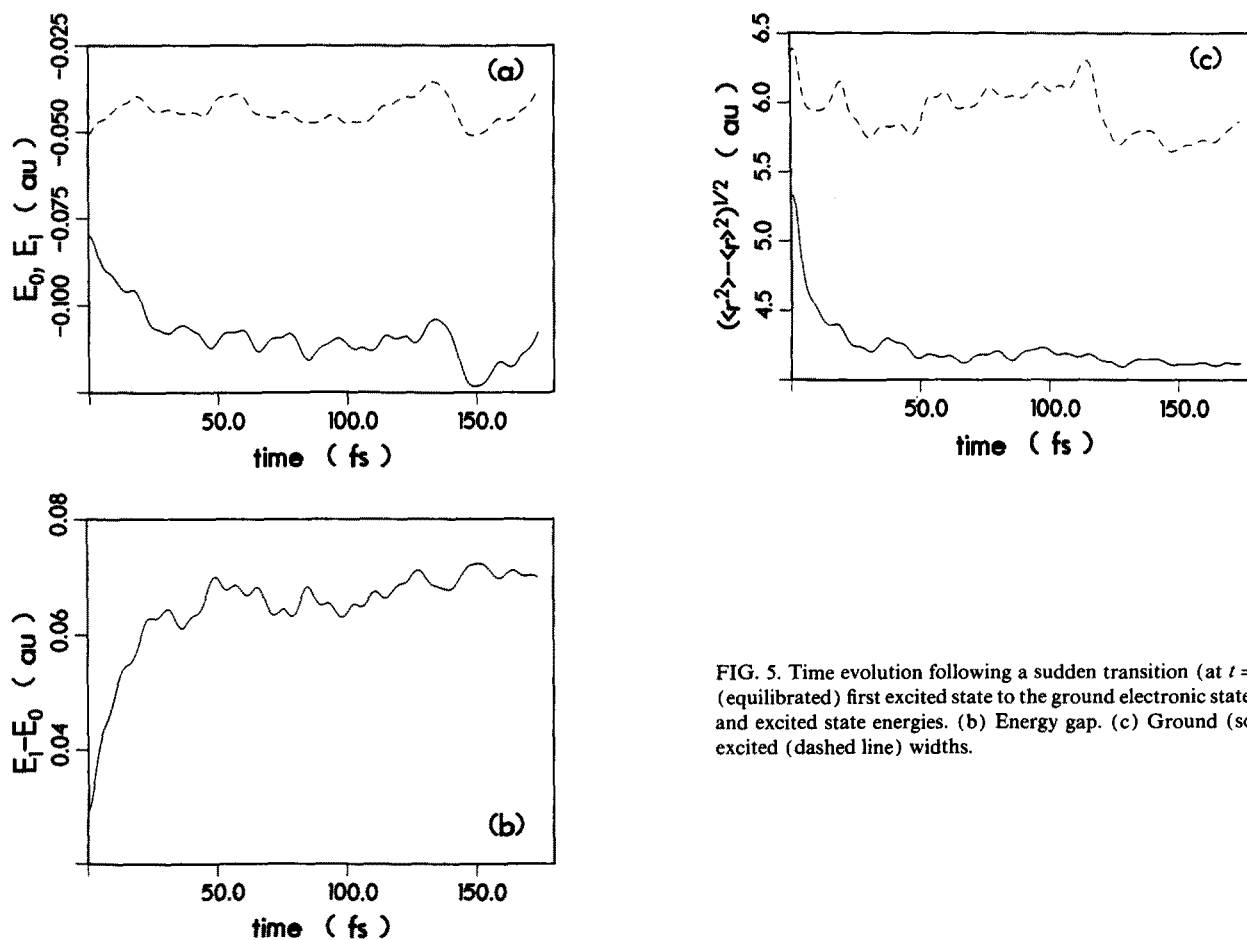 -0.025
-0.050
-0.075
-0.100
E₀, E₁ ( au )
(a)
50.0
100.0
150.0
time ( fs )
6.5
6.0
5.5
5.0
4.5
(<r²>-<r>²)^1/2 ( au )
(c)
50.0
100.0
150.0
time ( fs )
0.08
0.06
0.04
E₁-E₀ ( au )
(b)
50.0
100.0
150.0
time ( fs )
FIG. 5. Time evolution following a sudden transition (at t =
(equilibrated) first excited state to the ground electronic state
and excited state energies. (b) Energy gap. (c) Ground (so
excited (dashed line) widths.